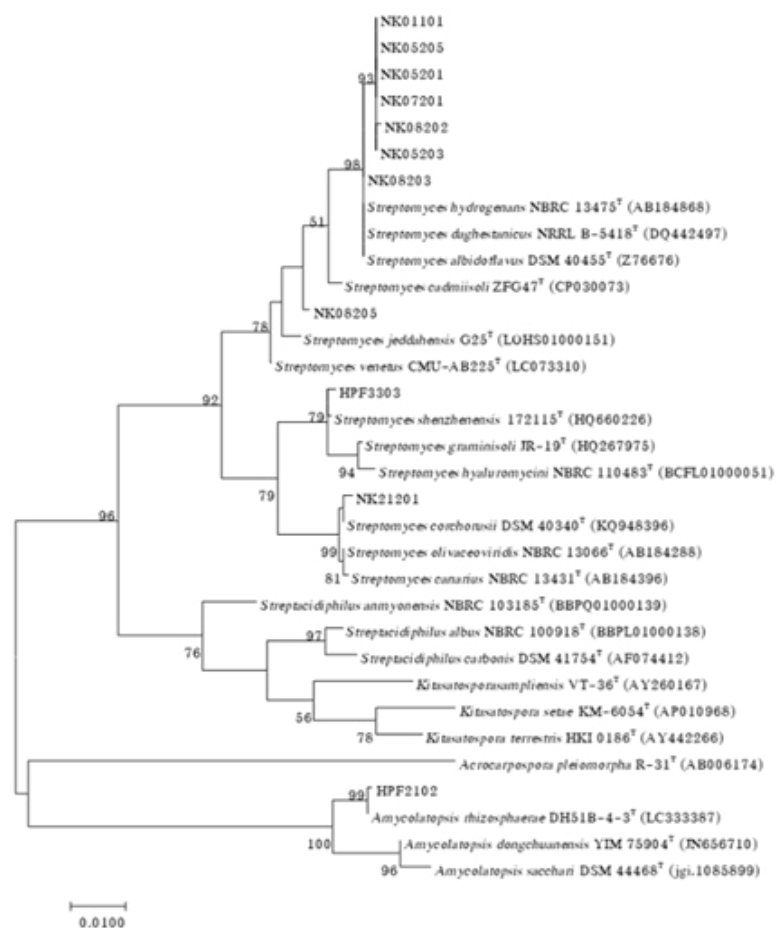 NK01101
NK05205
NK05201
93
NK07201
NK08202
NK05203
98
NK08203
Streptomyces hydrogenans NBRC 13475T (AB184868)
51
Streptomyces daghestanicus NRRL B-5418T (DQ442497)
Streptomyces albidoflavus DSM 40455T (Z76676)
Streptomyces cadmiisoli ZFG47T (CP030073)
NK08205
78
Streptomyces jeddahensis G25T (LOHS01000151)
Streptomyces venetus CMU-AB225T (LC073310)
HPF3303
92
79
Streptomyces shenzhenensis 172115T (HQ660226)
Streptomyces graminisoli JR-19T (HQ267975)
94
Streptomyces hyaluromycini NBRC 110483T (BCFL01000051)
79
NK21201
96
Streptomyces corchorusii DSM 40340T (KQ948396)
99
Streptomyces olivaceoviridis NBRC 13066T (AB184288)
81
Streptomyces canarius NBRC 13431T (AB184396)
Streptacidiphilus anmyonensis NBRC 103185T (BBPQ01000139)
97
Streptacidiphilus albus NBRC 100918T (BBPL01000138)
76
Streptacidiphilus carbonis DSM 41754T (AF074412)
Kitasatosporasampliensis VT-36T (AY260167)
56
Kitasatospora setae KM-6054T (AP010968)
78
Kitasatospora terrestris HKI 0186T (AY442266)
Acrocarpospora pleiomorpha R-31T (AB006174)
99
HPF2102
Amycolatopsis rhizosphaerae DH51B-4-3T (LC333387)
100
Amycolatopsis dongchuanensis YIM 75904T (JN656710)
96
Amycolatopsis sacchari DSM 44468T (jgi.1085899)
0.0100